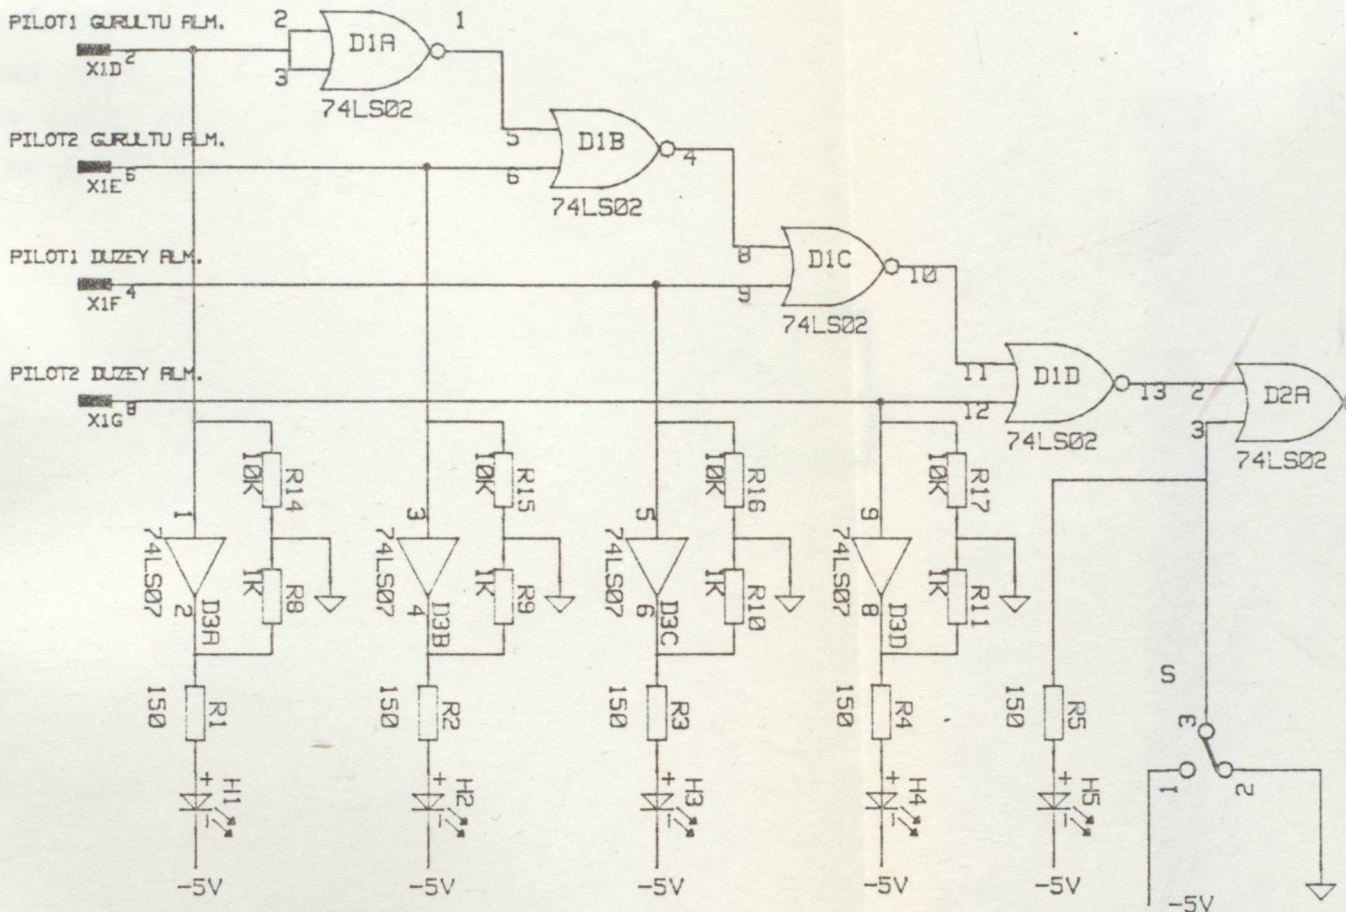 PILOT1 GURULTU ALM.
X1D 2
2
3
D1A
1
74LS02
PILOT2 GURULTU ALM.
X1E 6
5
6
D1B
4
74LS02
PILOT1 DUZEY ALM.
X1F 4
8
9
D1C
10
74LS02
PILOT2 DUZEY ALM.
X1G 8
11
12
D1D
13
74LS02
2
3
D2A
74LS02
10K R14
10K R15
10K R16
10K R17
1
74LS07
2
D3A
1K R8
3
74LS07
4
D3B
1K R9
5
74LS07
6
D3C
1K R10
9
74LS07
8
D3D
1K R11
150 R1
150 R2
150 R3
150 R4
150 R5
S
3
1
2
+ H1
+ H2
+ H3
+ H4
+ H5
-5V
-5V
-5V
-5V
-5V
-5V